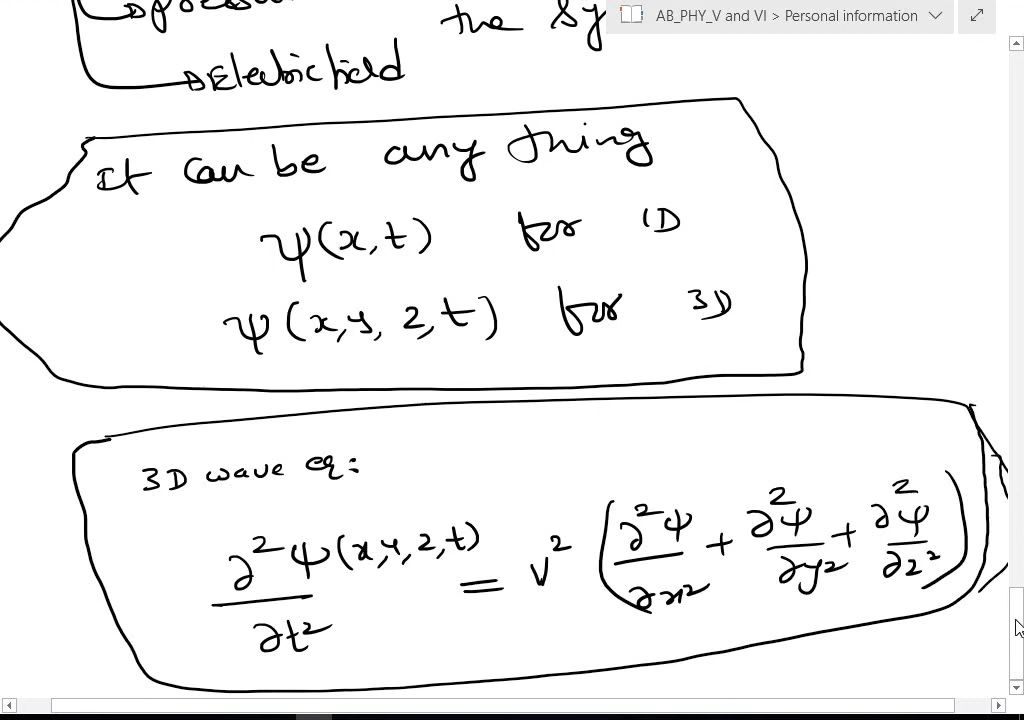 the
AB_PHY_V and VI > Personal information
Electric field
It can be any thing
ψ(x,t) for 1D
ψ(x,y,z,t) for 3D
3D wave eq:
∂²ψ(x,y,z,t)/∂t² = v² (∂²ψ/∂x² + ∂²ψ/∂y² + ∂²ψ/∂z²)